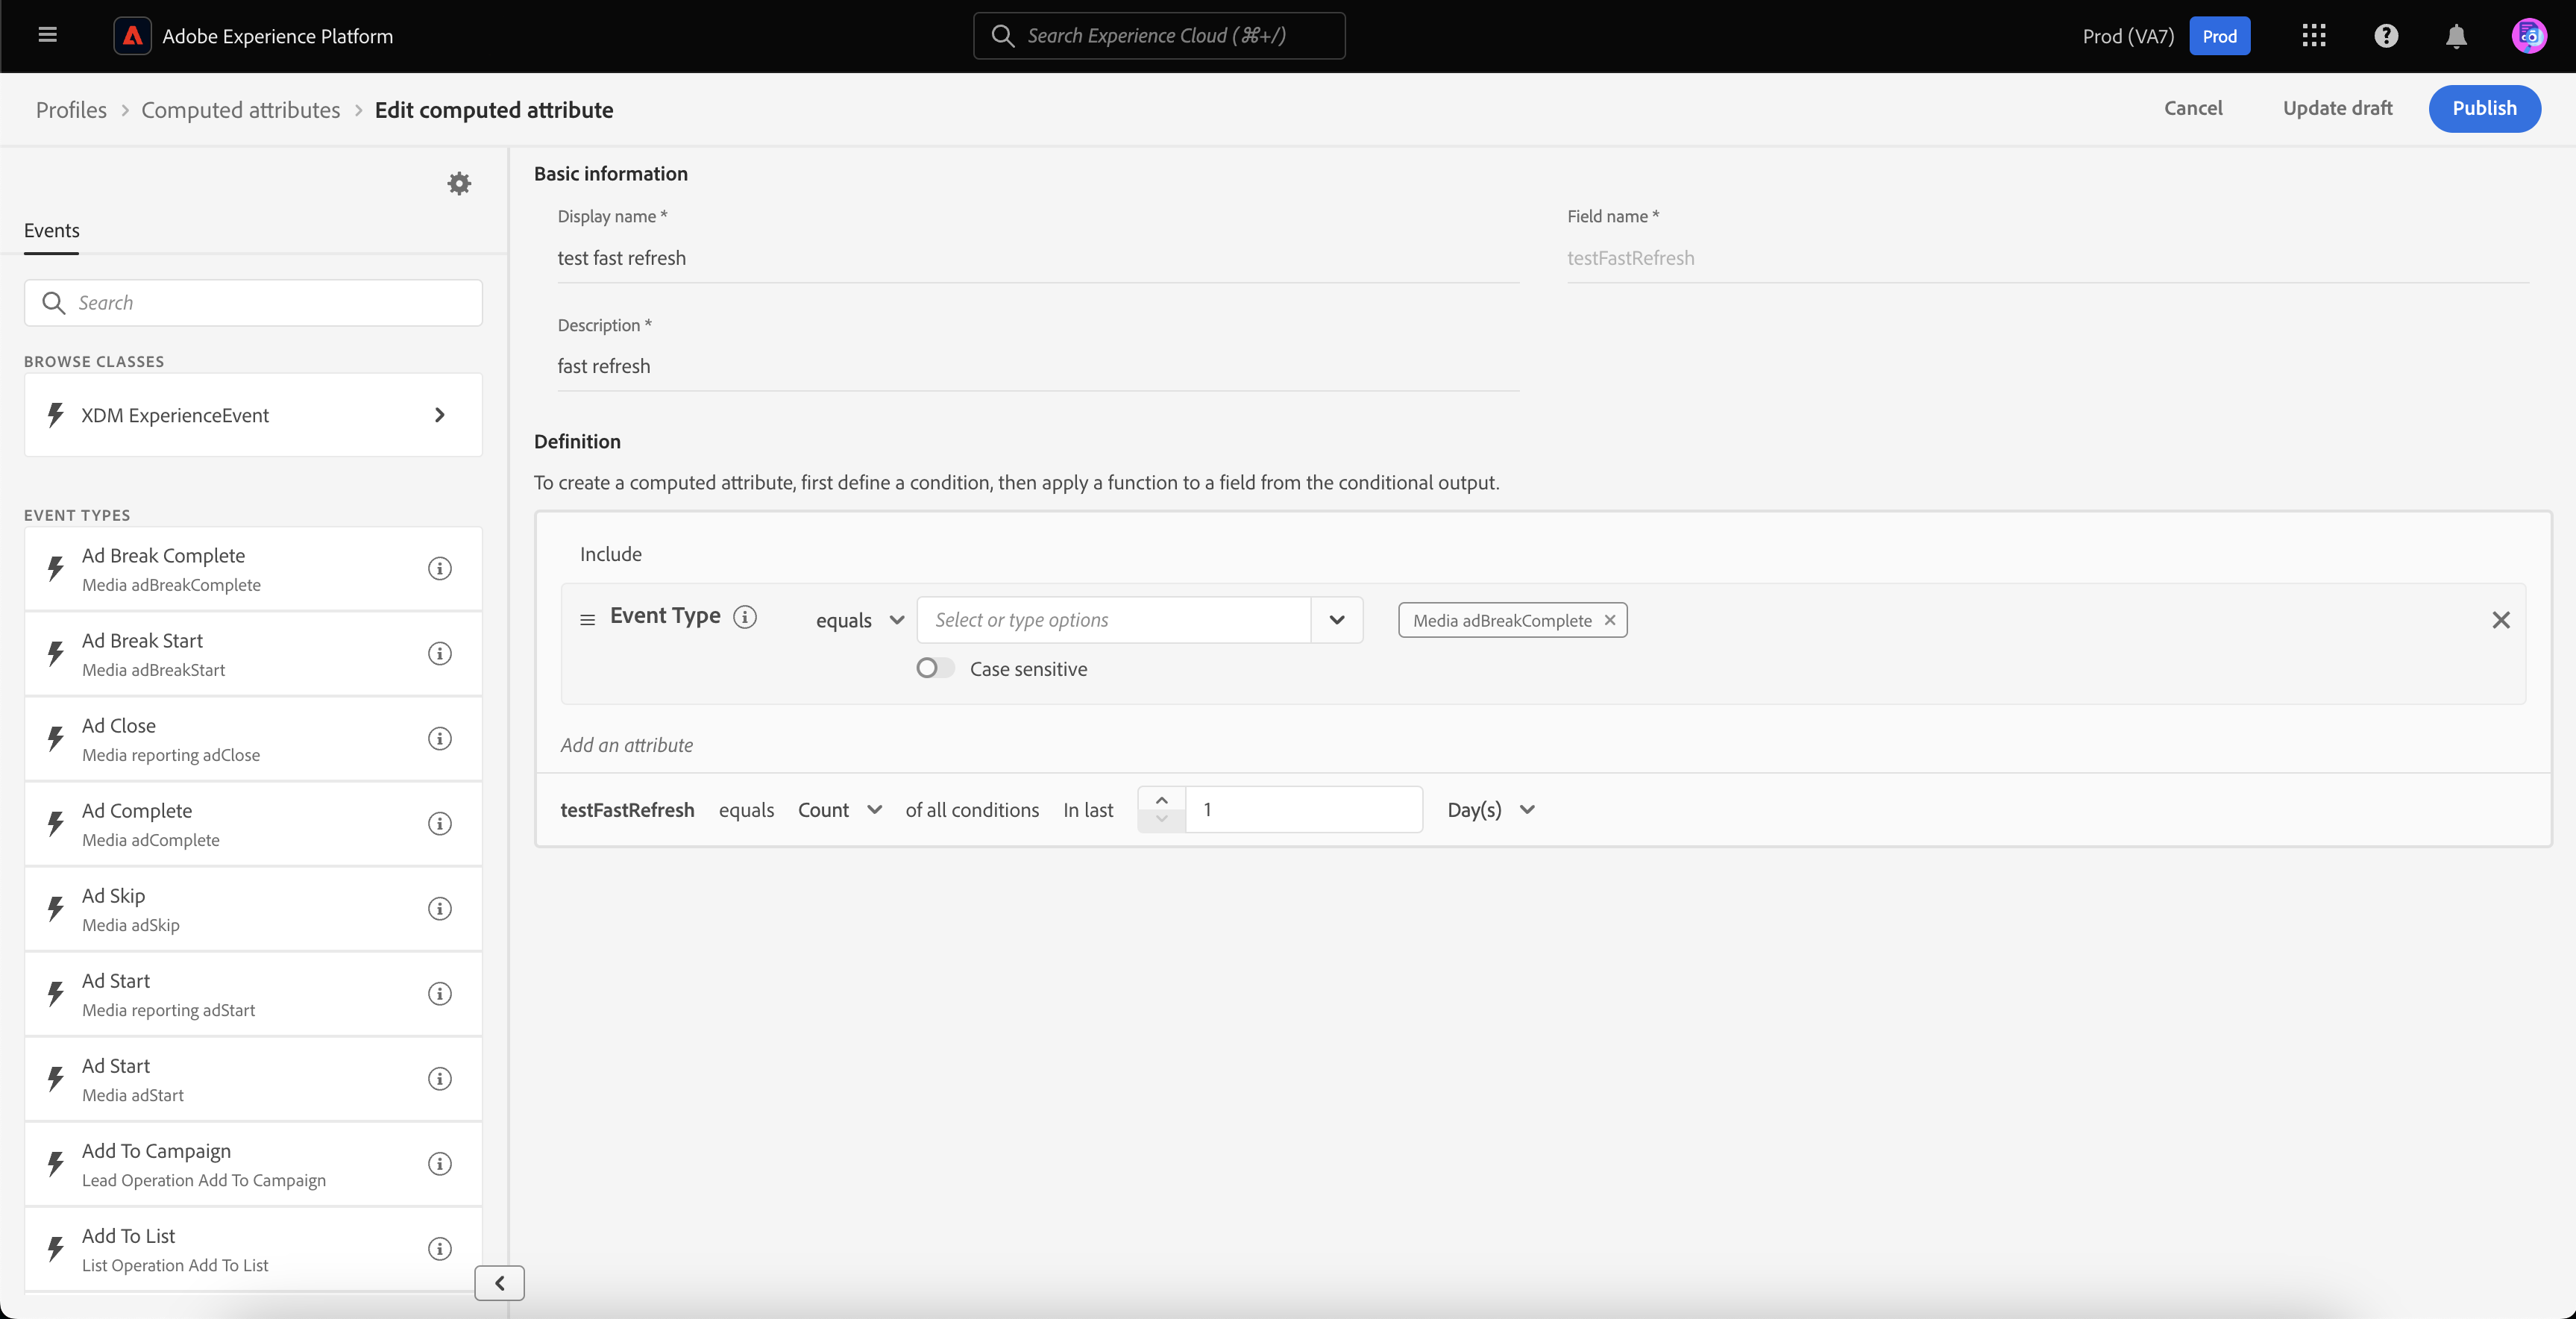 Adobe Experience Platform
Search Experience Cloud (⌘+/)
Prod (VA7)
Prod
Profiles
Computed attributes
Edit computed attribute
Cancel
Update draft
Publish
Events
Search
BROWSE CLASSES
XDM ExperienceEvent
EVENT TYPES
Ad Break Complete
Media adBreakComplete
Ad Break Start
Media adBreakStart
Ad Close
Media reporting adClose
Ad Complete
Media adComplete
Ad Skip
Media adSkip
Ad Start
Media reporting adStart
Ad Start
Media adStart
Add To Campaign
Lead Operation Add To Campaign
Add To List
List Operation Add To List
Basic information
Display name *
test fast refresh
Field name *
testFastRefresh
Description *
fast refresh
Definition
To create a computed attribute, first define a condition, then apply a function to a field from the conditional output.
Include
Event Type
equals
Select or type options
Media adBreakComplete
Case sensitive
Add an attribute
testFastRefresh equals Count of all conditions In last 1 Day(s)